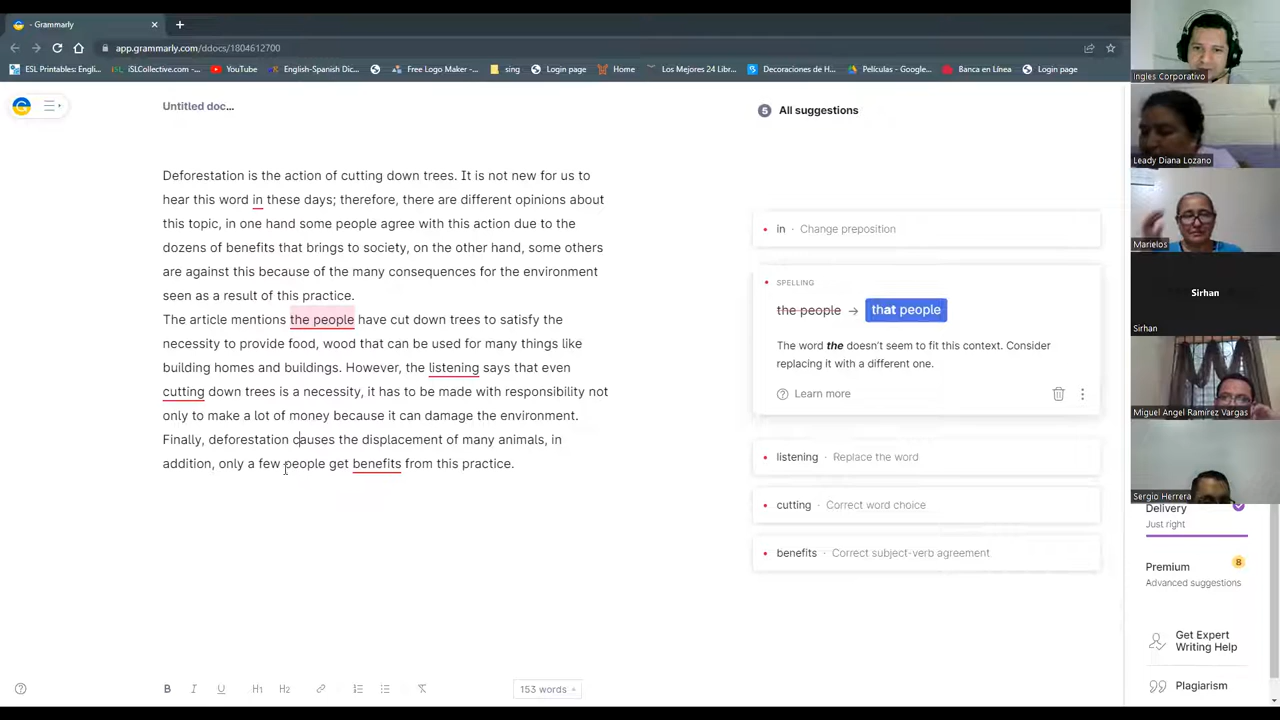 - Grammarly
app.grammarly.com/ddocs/1804612700
ESL Printables: Engli...
iSLCollective.com -...
YouTube
English-Spanish Dic...
Free Logo Maker -...
sing
Login page
Home
Los Mejores 24 Libr...
Decoraciones de H...
Películas - Google...
Banca en Línea
Login page
Untitled doc...
5 All suggestions
Deforestation is the action of cutting down trees. It is not new for us to
hear this word in these days; therefore, there are different opinions about
this topic, in one hand some people agree with this action due to the
dozens of benefits that brings to society, on the other hand, some others
are against this because of the many consequences for the environment
seen as a result of this practice.
The article mentions the people have cut down trees to satisfy the
necessity to provide food, wood that can be used for many things like
building homes and buildings. However, the listening says that even
cutting down trees is a necessity, it has to be made with responsibility not
only to make a lot of money because it can damage the environment.
Finally, deforestation causes the displacement of many animals, in
addition, only a few people get benefits from this practice.
in · Change preposition
SPELLING
the people → that people
The word the doesn't seem to fit this context. Consider
replacing it with a different one.
Learn more
listening · Replace the word
cutting · Correct word choice
benefits · Correct subject-verb agreement
B I U H1 H2
153 words
Ingles Corporativo
Leady Diana Lozano
Marielos
Sirhan
Sirhan
Miguel Angel Ramírez Vargas
Sergio Herrera
Delivery
Just right
Premium 8
Advanced suggestions
Get Expert
Writing Help
Plagiarism